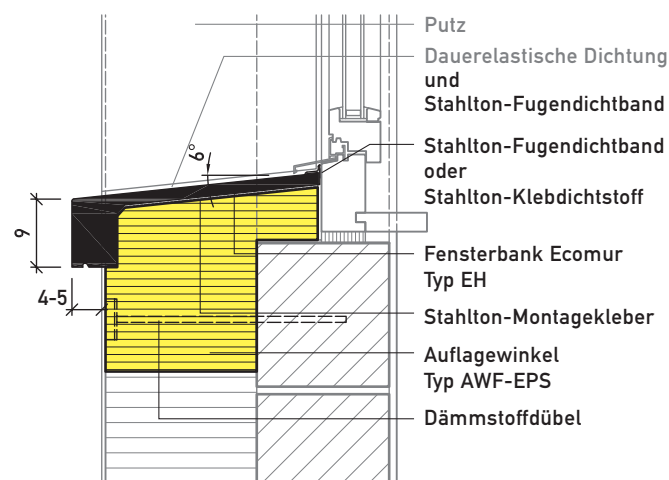 Putz
Dauerelastische Dichtung
und
Stahlton-Fugendichtband
Stahlton-Fugendichtband
oder
Stahlton-Klebdichtstoff
6°
9
4-5
Fensterbank Ecomur
Typ EH
Stahlton-Montagekleber
Auflagewinkel
Typ AWF-EPS
Dämmstoffdübel